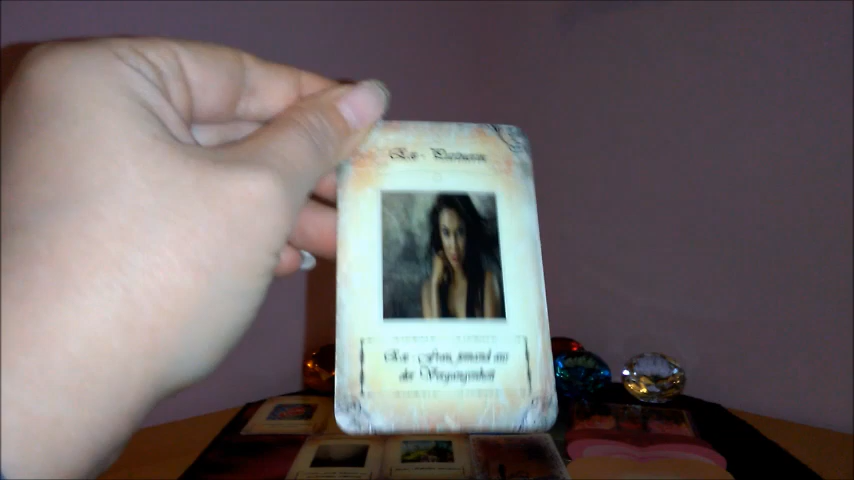 Ex - Partnerin
Ex - Frau, jemand aus
der Vergangenheit